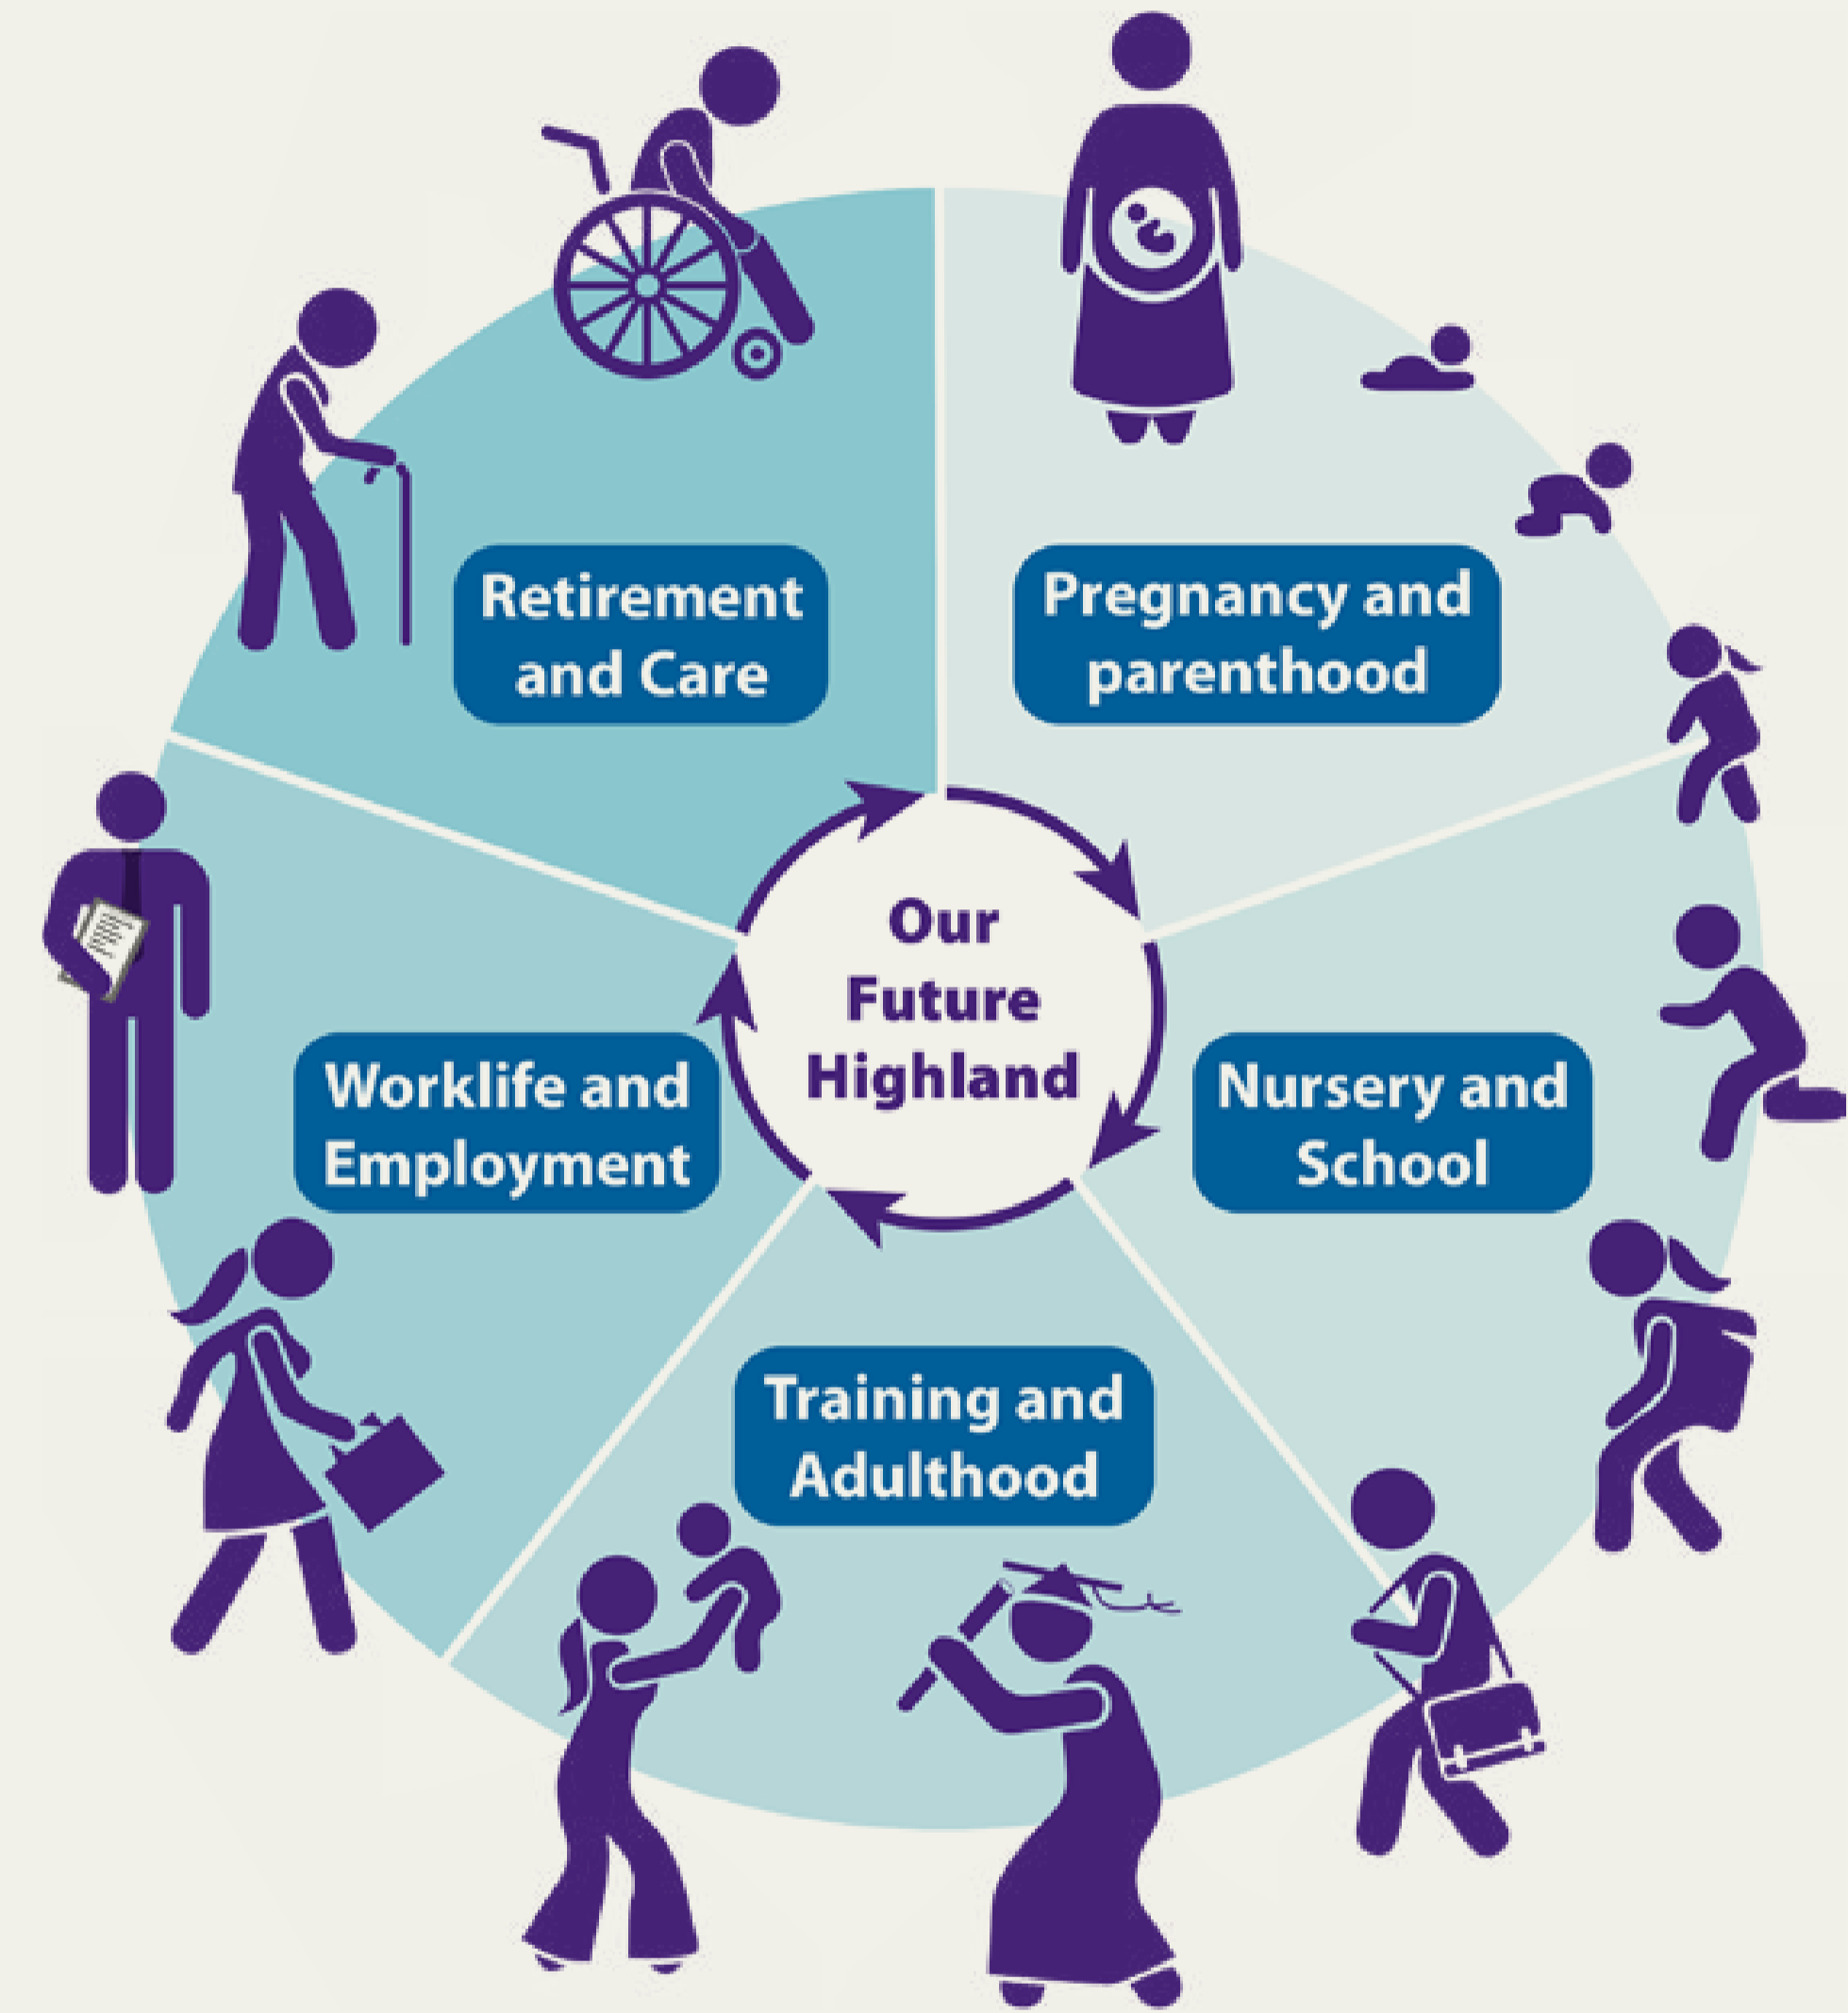 Our
Future
Highland
Pregnancy and
parenthood
Nursery and
School
Training and
Adulthood
Worklife and
Employment
Retirement
and Care